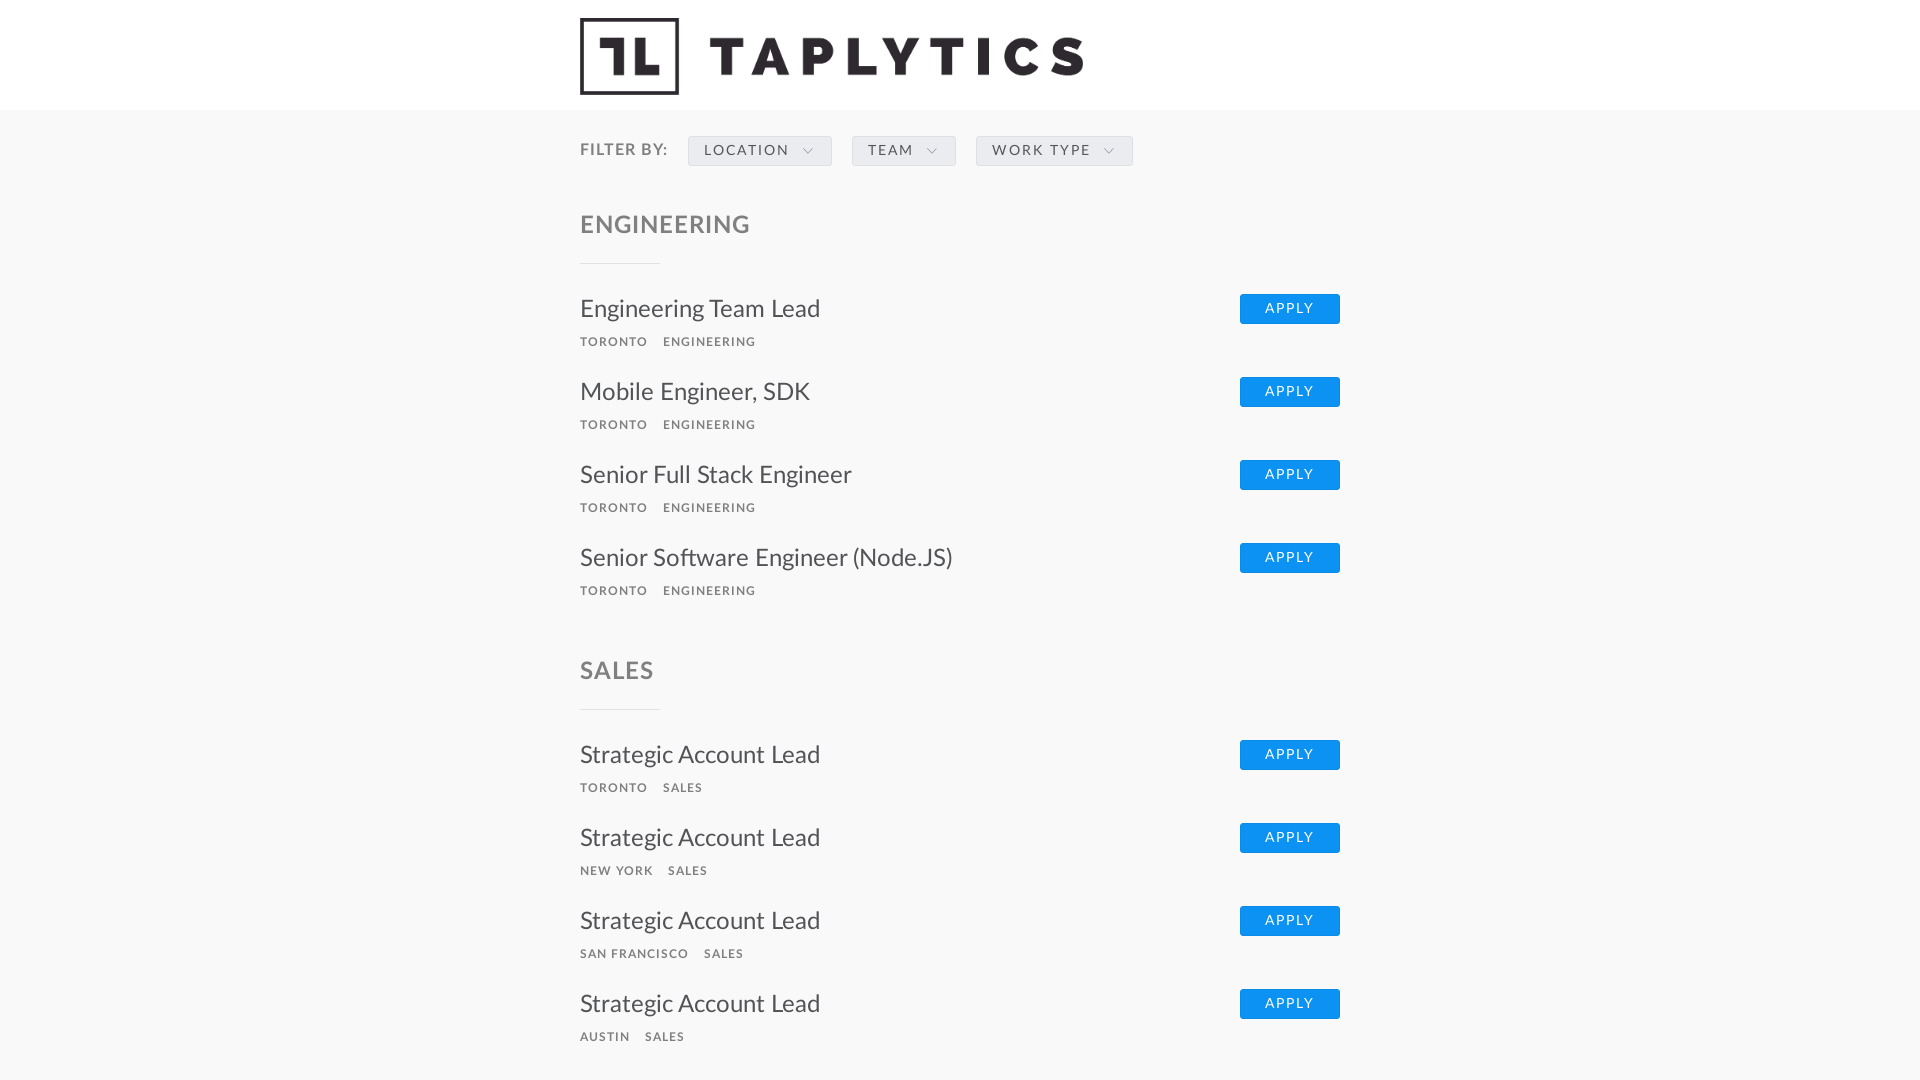 TL TAPLYTICS
FILTER BY: LOCATION TEAM WORK TYPE
ENGINEERING
Engineering Team Lead APPLY
TORONTO ENGINEERING
Mobile Engineer, SDK APPLY
TORONTO ENGINEERING
Senior Full Stack Engineer APPLY
TORONTO ENGINEERING
Senior Software Engineer (Node.JS) APPLY
TORONTO ENGINEERING
SALES
Strategic Account Lead APPLY
TORONTO SALES
Strategic Account Lead APPLY
NEW YORK SALES
Strategic Account Lead APPLY
SAN FRANCISCO SALES
Strategic Account Lead APPLY
AUSTIN SALES